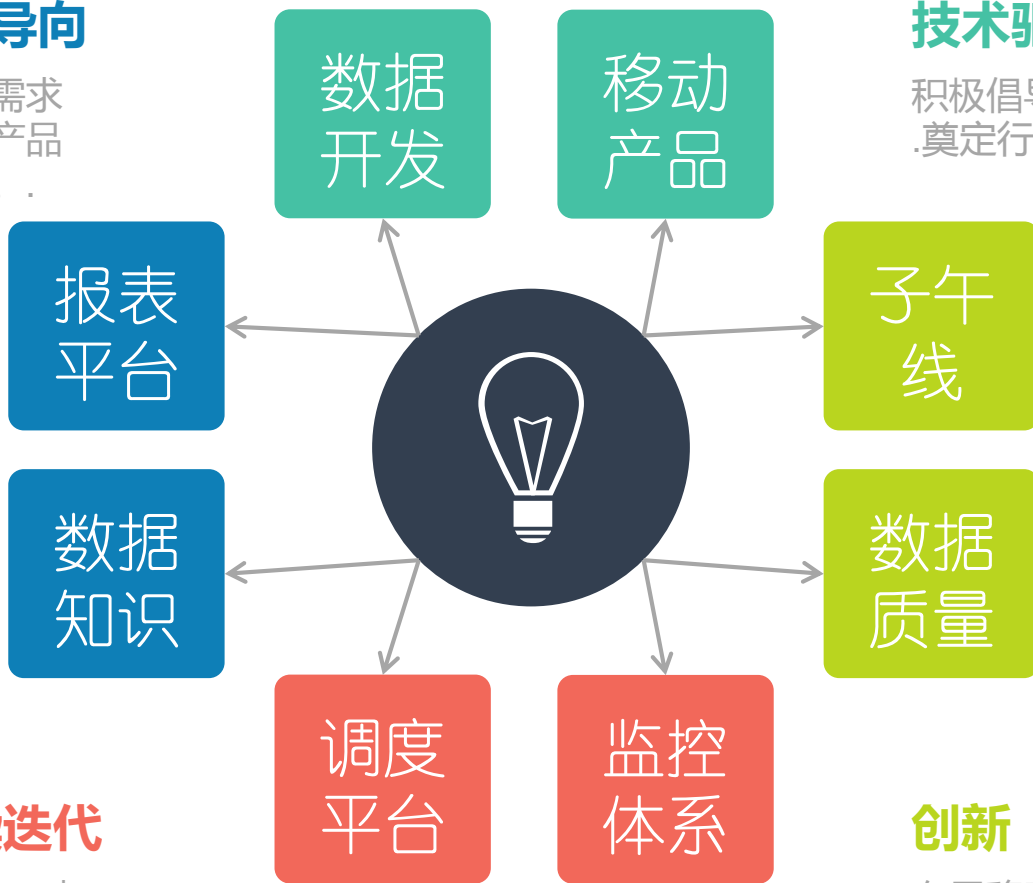 导向
需求
产品
数据
开发
移动
产品
技术
积极倡
.奠定行
报表
平台
子午
线
数据
知识
数据
质量
调度
平台
监控
体系
迭代
创新